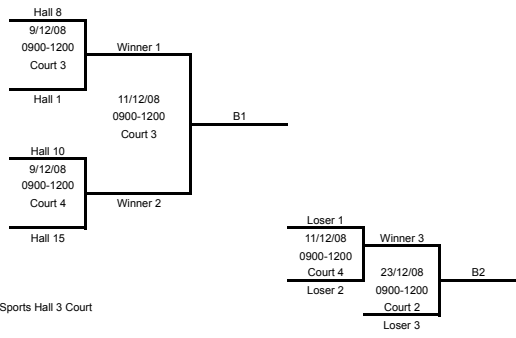 Hall 8
9/12/08
0900-1200
Court 3
Winner 1
Hall 1
11/12/08
0900-1200
Court 3
B1
Hall 10
9/12/08
0900-1200
Court 4
Winner 2
Hall 15
Loser 1
11/12/08
0900-1200
Court 4
Loser 2
Winner 3
23/12/08
0900-1200
Court 2
Loser 3
B2
Sports Hall 3 Court